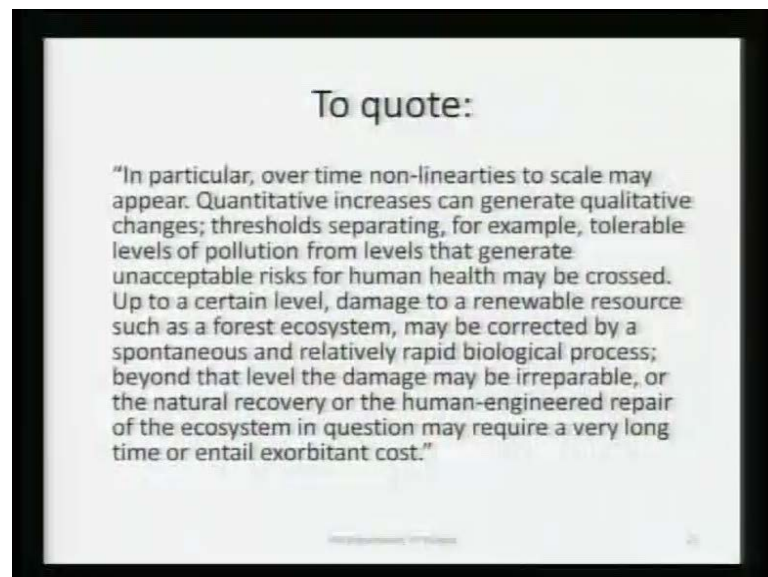 To quote:
“In particular, over time non-linearties to scale may
appear. Quantitative increases can generate qualitative
changes; thresholds separating, for example, tolerable
levels of pollution from levels that generate
unacceptable risks for human health may be crossed.
Up to a certain level, damage to a renewable resource
such as a forest ecosystem, may be corrected by a
spontaneous and relatively rapid biological process;
beyond that level the damage may be irreparable, or
the natural recovery or the human-engineered repair
of the ecosystem in question may require a very long
time or entail exorbitant cost.”